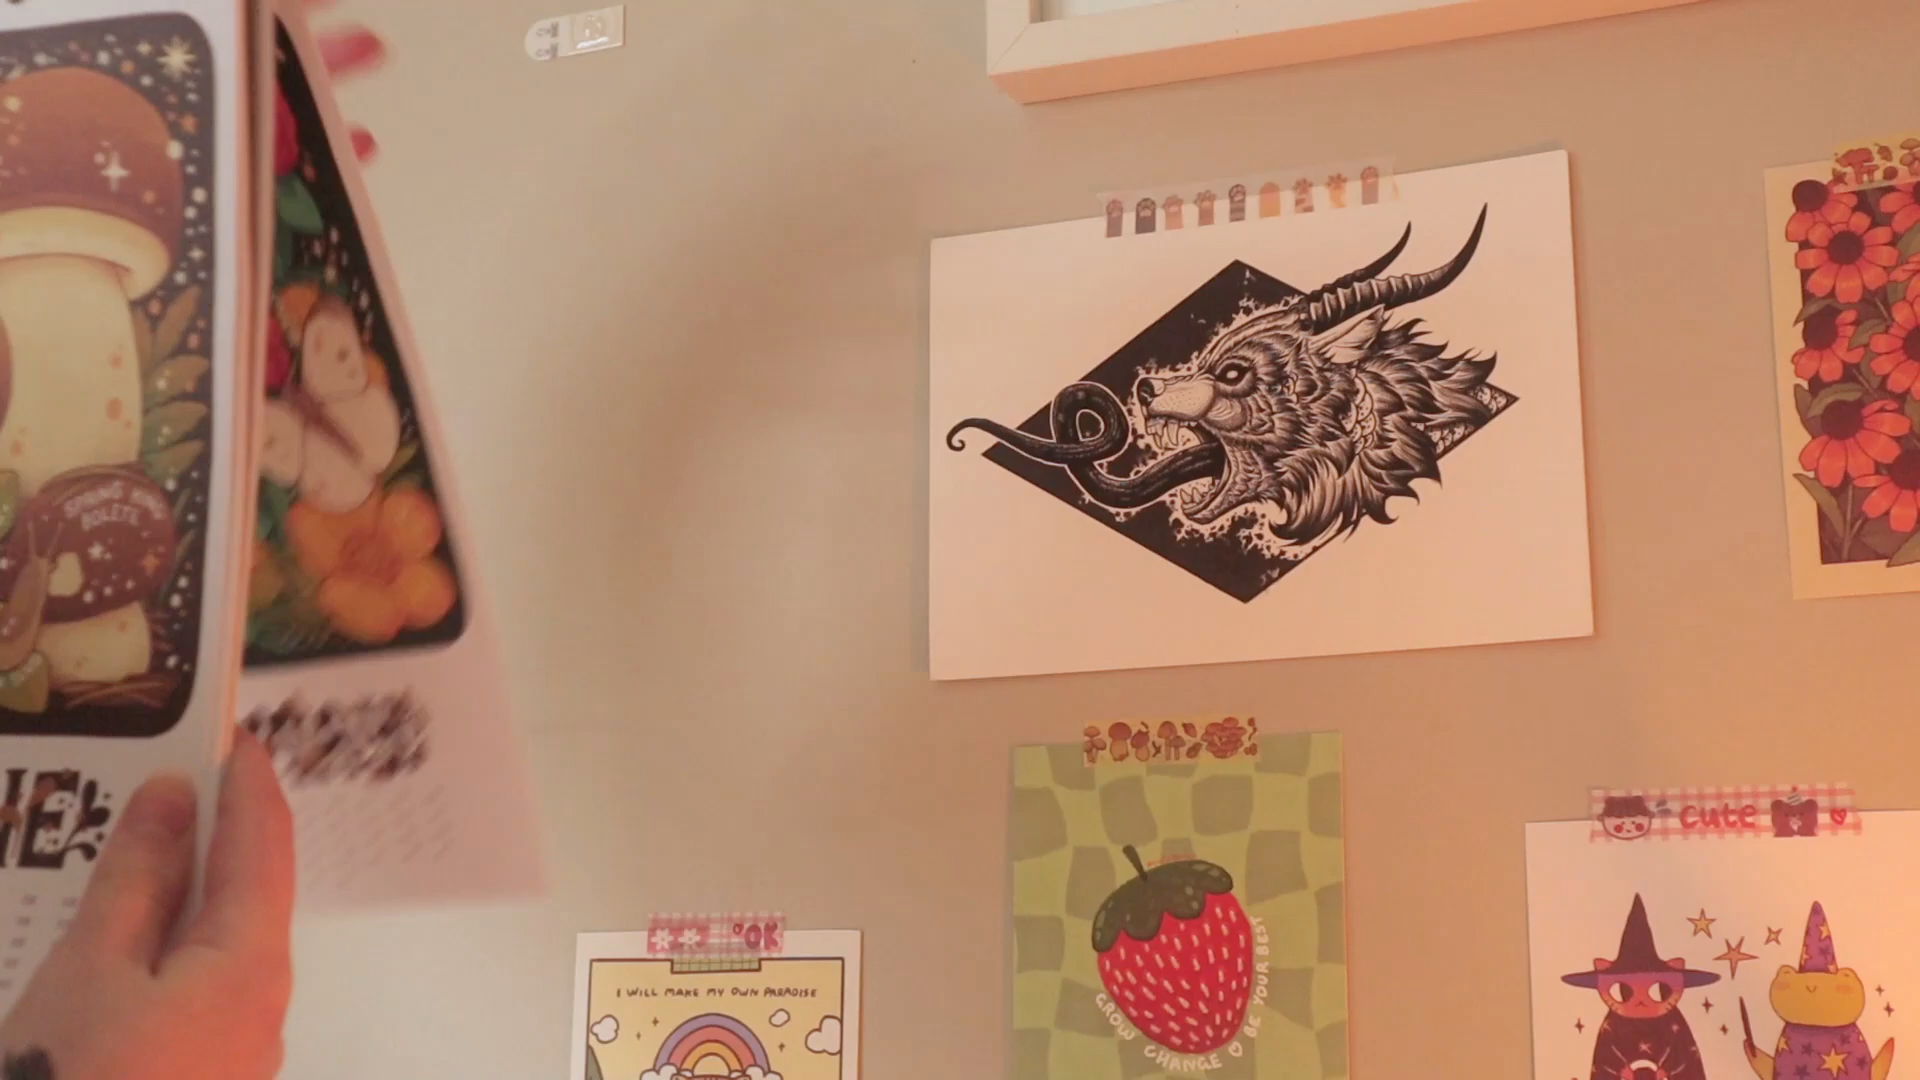 SPRING KING
BOLETE
cute
OK
I WILL MAKE MY OWN PARADISE
GROW CHANGE ♡ BE YOUR BEST